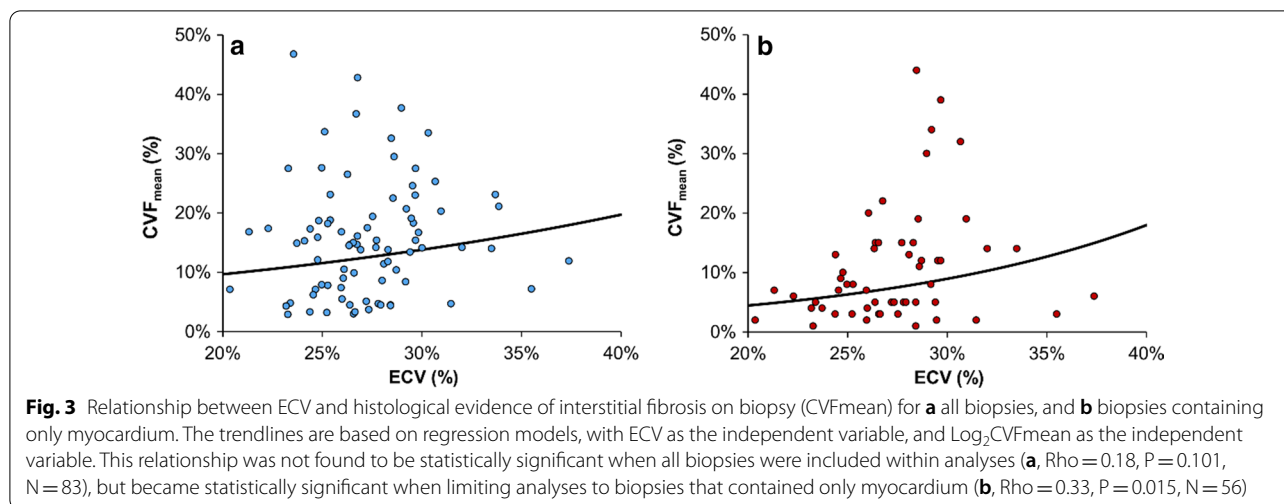 a
b
50%
40%
30%
20%
10%
0%
CVFmean (%)
20% 25% 30% 35% 40%
ECV (%)
50%
40%
30%
20%
10%
0%
CVFmean (%)
20% 25% 30% 35% 40%
ECV (%)
Fig. 3 Relationship between ECV and histological evidence of interstitial fibrosis on biopsy (CVFmean) for a all biopsies, and b biopsies containing
only myocardium. The trendlines are based on regression models, with ECV as the independent variable, and Log₂CVFmean as the independent
variable. This relationship was not found to be statistically significant when all biopsies were included within analyses (a, Rho = 0.18, P = 0.101,
N = 83), but became statistically significant when limiting analyses to biopsies that contained only myocardium (b, Rho = 0.33, P = 0.015, N = 56)